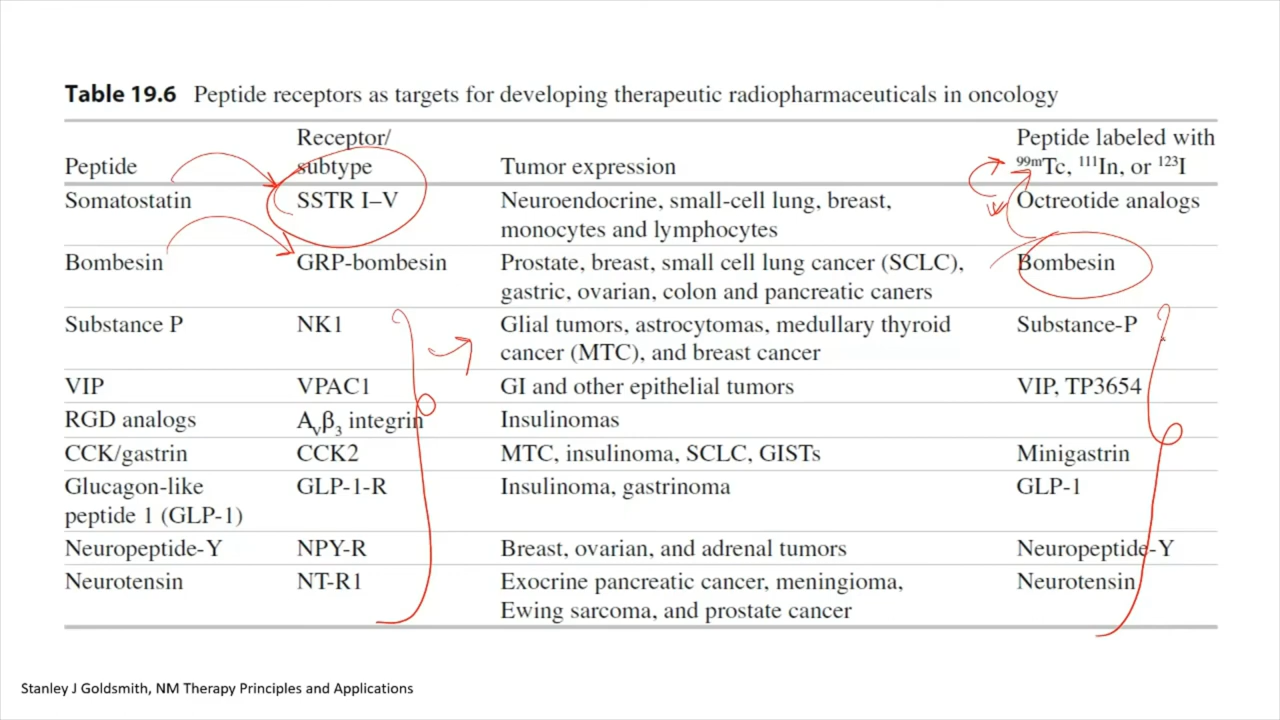 Table 19.6 Peptide receptors as targets for developing therapeutic radiopharmaceuticals in oncology
Peptide Receptor/ subtype Tumor expression Peptide labeled with ⁹⁹ᵐTc, ¹¹¹In, or ¹²³I
Somatostatin SSTR I–V Neuroendocrine, small-cell lung, breast, Octreotide analogs
monocytes and lymphocytes
Bombesin GRP-bombesin Prostate, breast, small cell lung cancer (SCLC), Bombesin
gastric, ovarian, colon and pancreatic caners
Substance P NK1 Glial tumors, astrocytomas, medullary thyroid Substance-P
cancer (MTC), and breast cancer
VIP VPAC1 GI and other epithelial tumors VIP, TP3654
RGD analogs Aᵥβ₃ integrin Insulinomas
CCK/gastrin CCK2 MTC, insulinoma, SCLC, GISTs Minigastrin
Glucagon-like GLP-1-R Insulinoma, gastrinoma GLP-1
peptide 1 (GLP-1)
Neuropeptide-Y NPY-R Breast, ovarian, and adrenal tumors Neuropeptide-Y
Neurotensin NT-R1 Exocrine pancreatic cancer, meningioma, Neurotensin
Ewing sarcoma, and prostate cancer
Stanley J Goldsmith, NM Therapy Principles and Applications